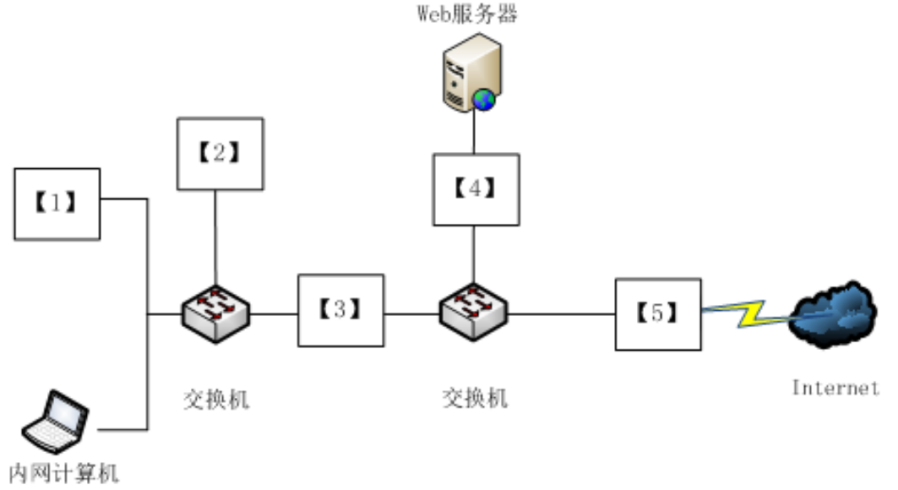 Web服务器
【2】
【1】
【4】
【3】
【5】
交换机
交换机
Internet
内网计算机